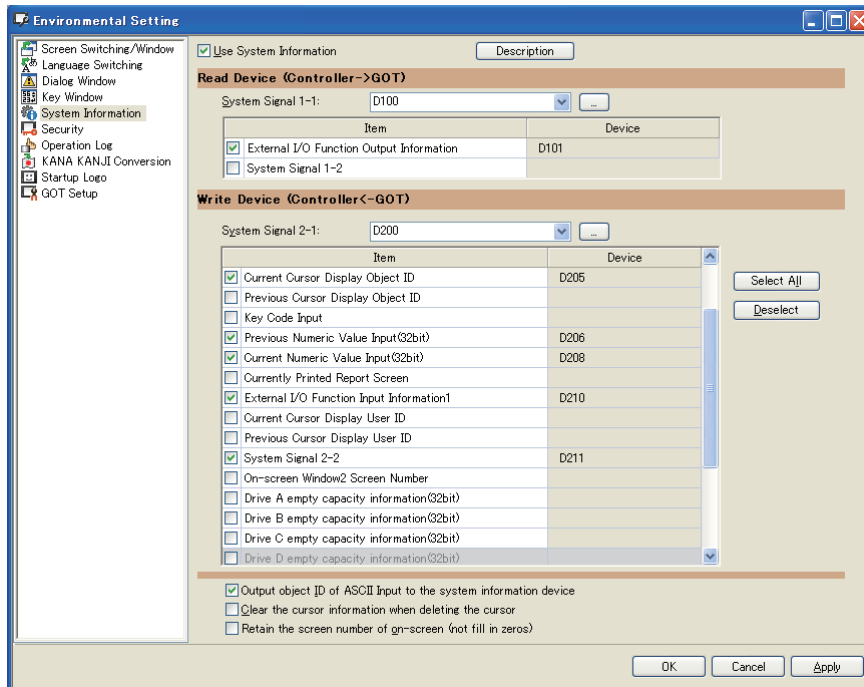 Environmental Setting
Screen Switching/Window
Language Switching
Dialog Window
Key Window
System Information
Security
Operation Log
KANA KANJI Conversion
Startup Logo
GOT Setup
Use System Information
Description
Read Device (Controller->GOT)
System Signal 1-1: D100 ...
Item Device
External I/O Function Output Information D101
System Signal 1-2
Write Device (Controller<-GOT)
System Signal 2-1: D200 ...
Item Device
Current Cursor Display Object ID D205
Previous Cursor Display Object ID
Key Code Input
Previous Numeric Value Input(32bit) D206
Current Numeric Value Input(32bit) D208
Currently Printed Report Screen
External I/O Function Input Information1 D210
Current Cursor Display User ID
Previous Cursor Display User ID
System Signal 2-2 D211
On-screen Window2 Screen Number
Drive A empty capacity information(32bit)
Drive B empty capacity information(32bit)
Drive C empty capacity information(32bit)
Drive D empty capacity information(32bit)
Select All
Deselect
Output object ID of ASCII Input to the system information device
Clear the cursor information when deleting the cursor
Retain the screen number of on-screen (not fill in zeros)
OK Cancel Apply